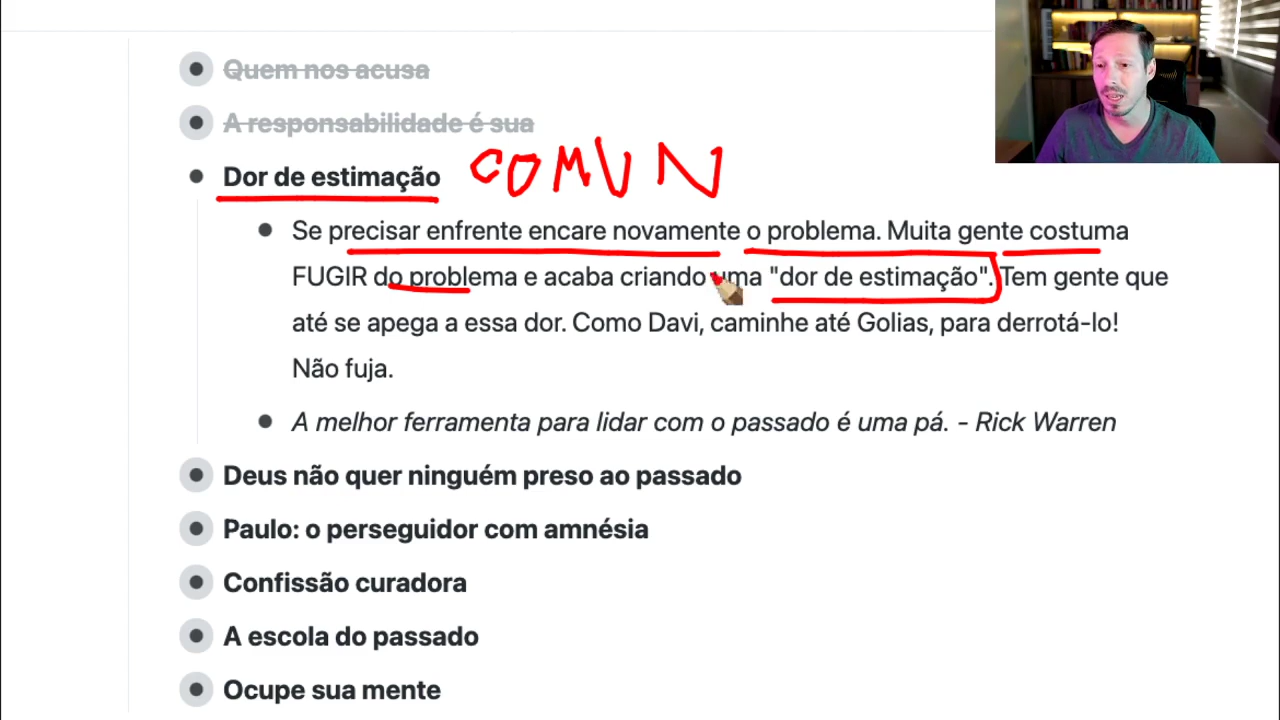 Quem nos acusa
A responsabilidade é sua
Dor de estimação COMUN
Se precisar enfrente encare novamente o problema. Muita gente costuma
FUGIR do problema e acaba criando uma "dor de estimação". Tem gente que
até se apega a essa dor. Como Davi, caminhe até Golias, para derrotá-lo!
Não fuja.
A melhor ferramenta para lidar com o passado é uma pá. - Rick Warren
Deus não quer ninguém preso ao passado
Paulo: o perseguidor com amnésia
Confissão curadora
A escola do passado
Ocupe sua mente